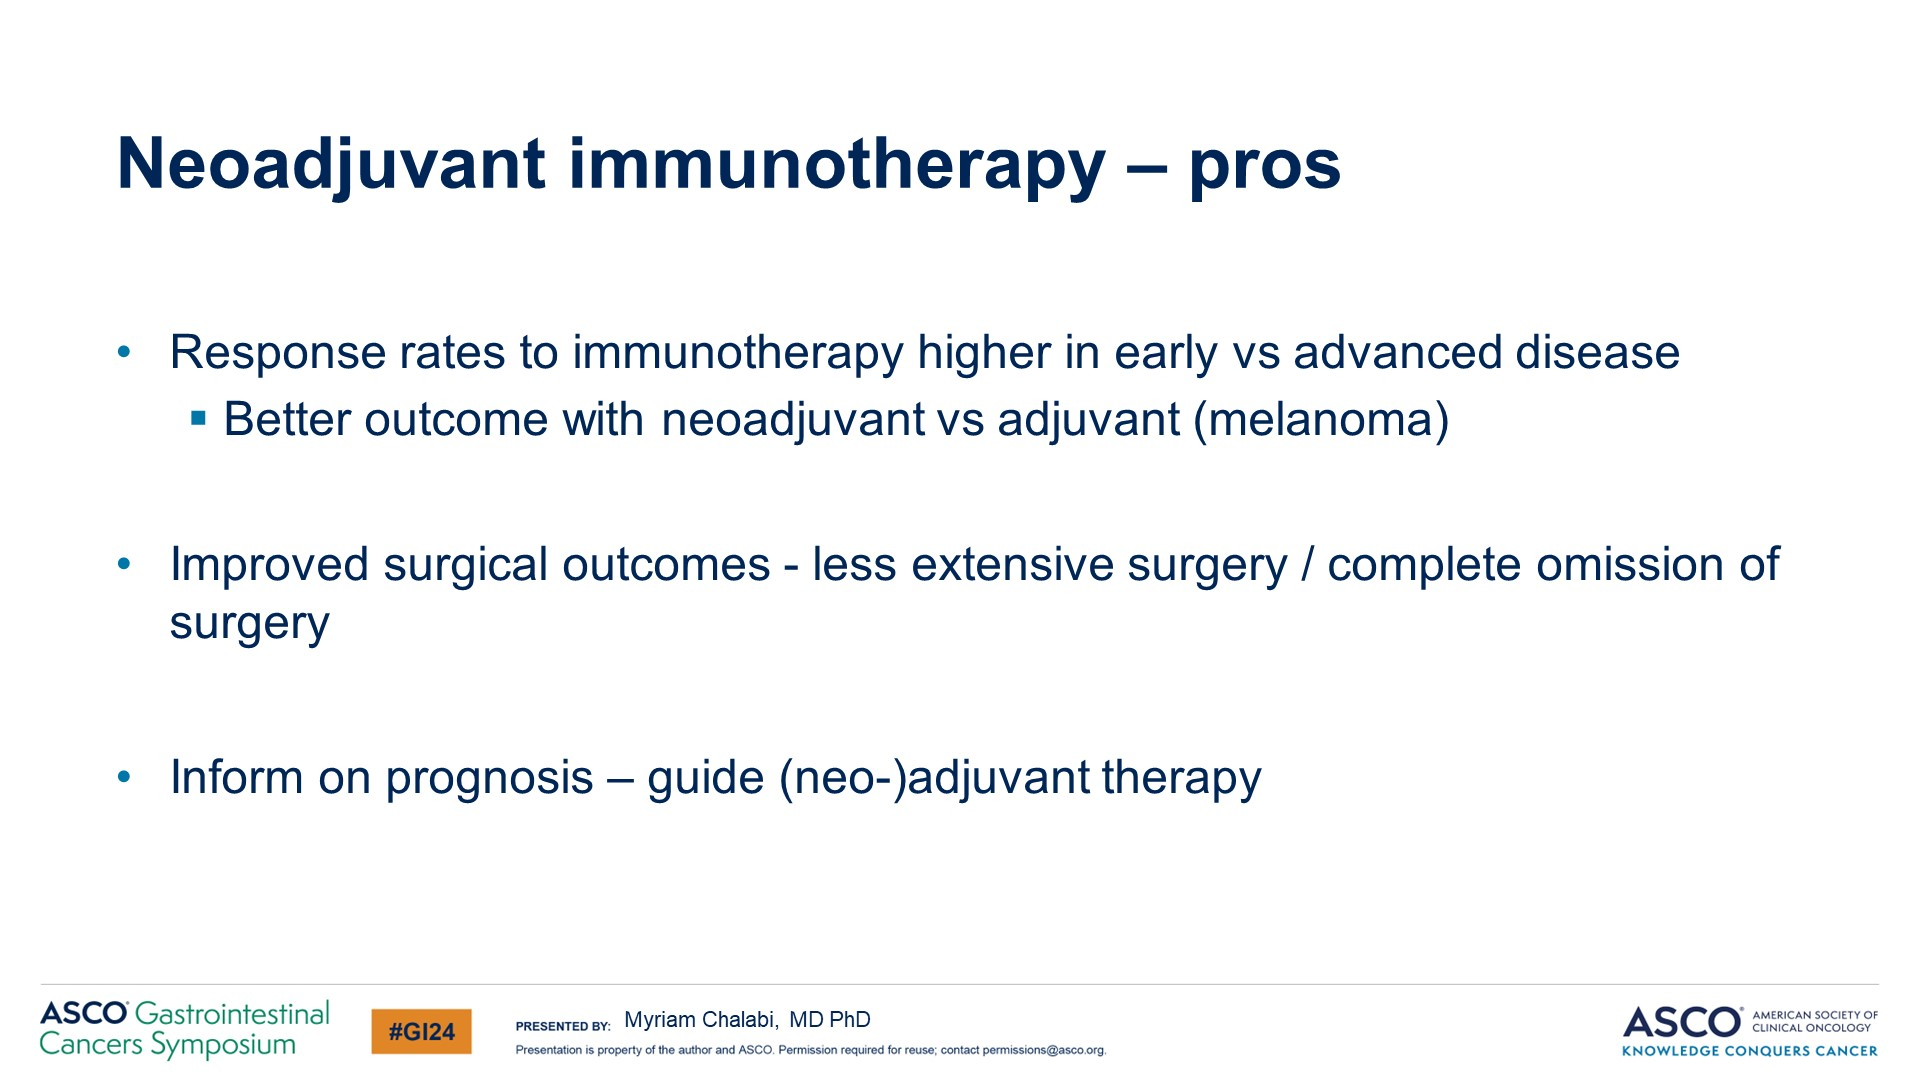 Neoadjuvant immunotherapy – pros
• Response rates to immunotherapy higher in early vs advanced disease
▪ Better outcome with neoadjuvant vs adjuvant (melanoma)
• Improved surgical outcomes - less extensive surgery / complete omission of
surgery
• Inform on prognosis – guide (neo-)adjuvant therapy
ASCO® Gastrointestinal
Cancers Symposium
#GI24
PRESENTED BY: Myriam Chalabi, MD PhD
Presentation is property of the author and ASCO. Permission required for reuse; contact permissions@asco.org.
ASCO® AMERICAN SOCIETY OF
CLINICAL ONCOLOGY
KNOWLEDGE CONQUERS CANCER